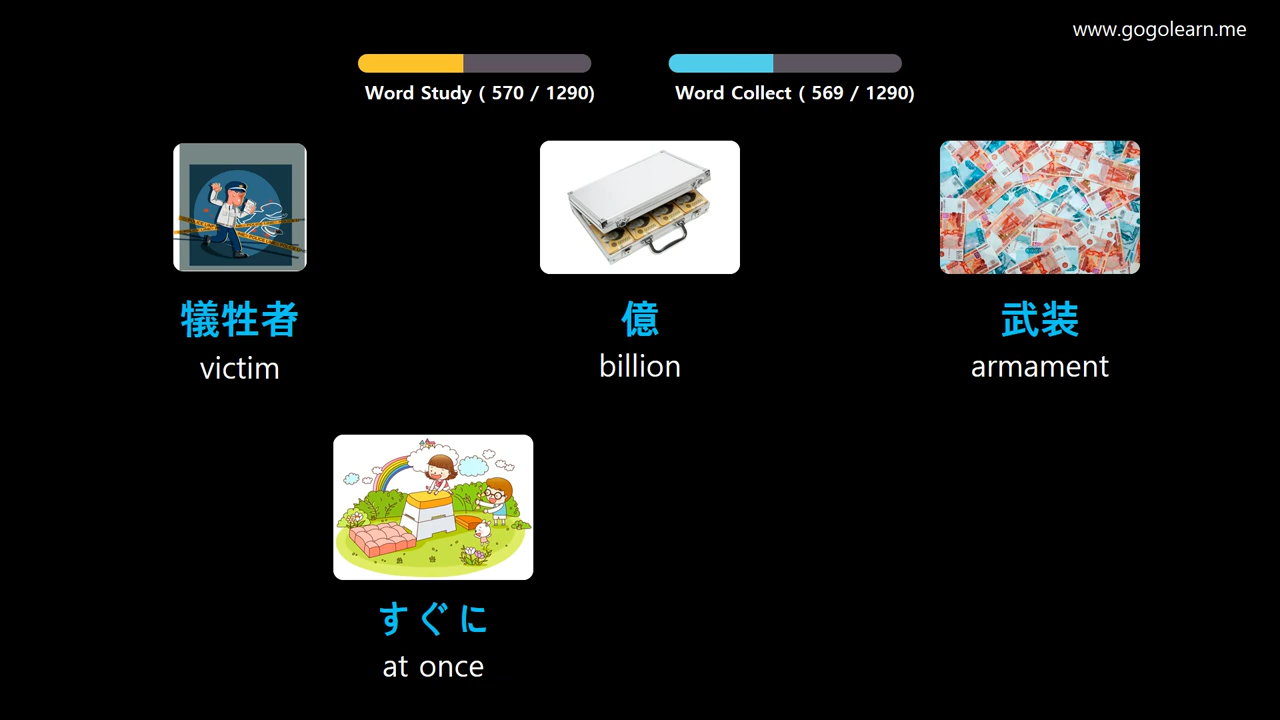 www.gogolearn.me
Word Study ( 570 / 1290)
Word Collect ( 569 / 1290)
犠牲者
victim
億
billion
武装
armament
すぐに
at once